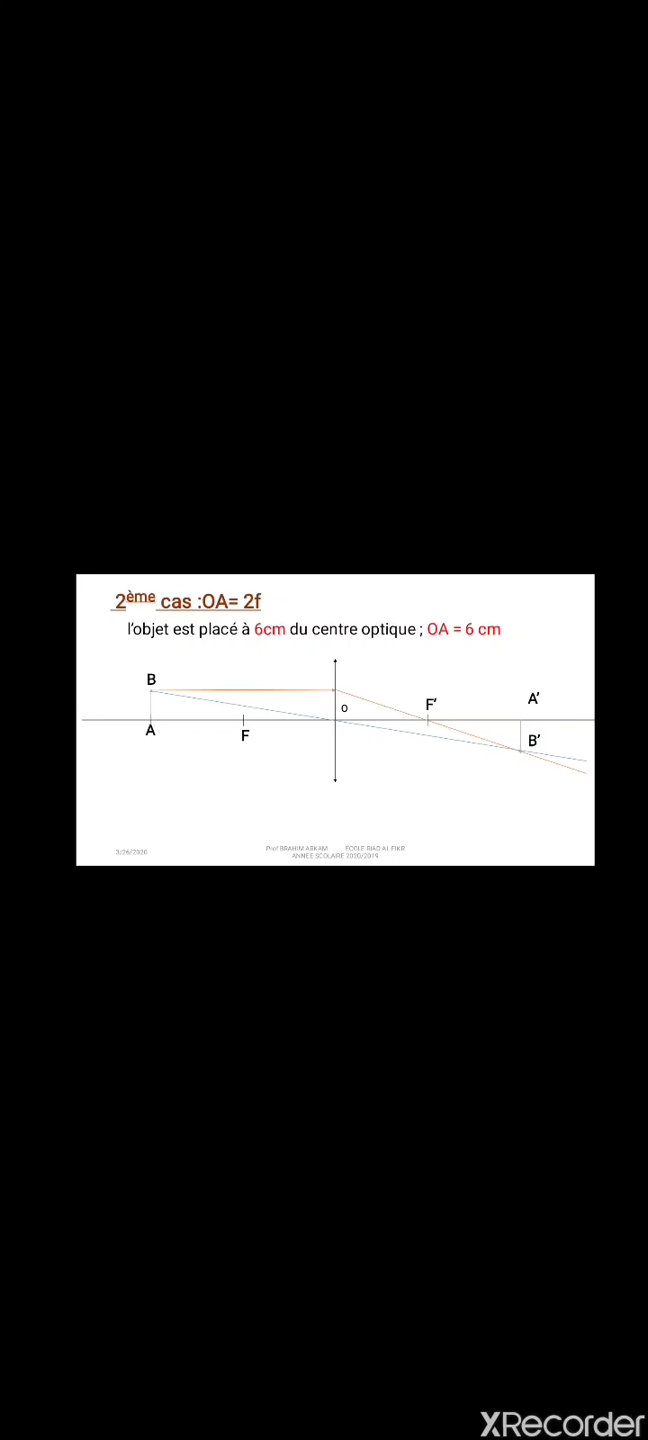 2ème cas :OA= 2f
l'objet est placé à 6cm du centre optique ; OA = 6 cm
B
A
F
O
F'
A'
B'
3/26/2020
Prof BRAHIM ABKAM ECOLE RIAD AL FIKR
ANNEE SCOLAIRE 2020/2019
XRecorder